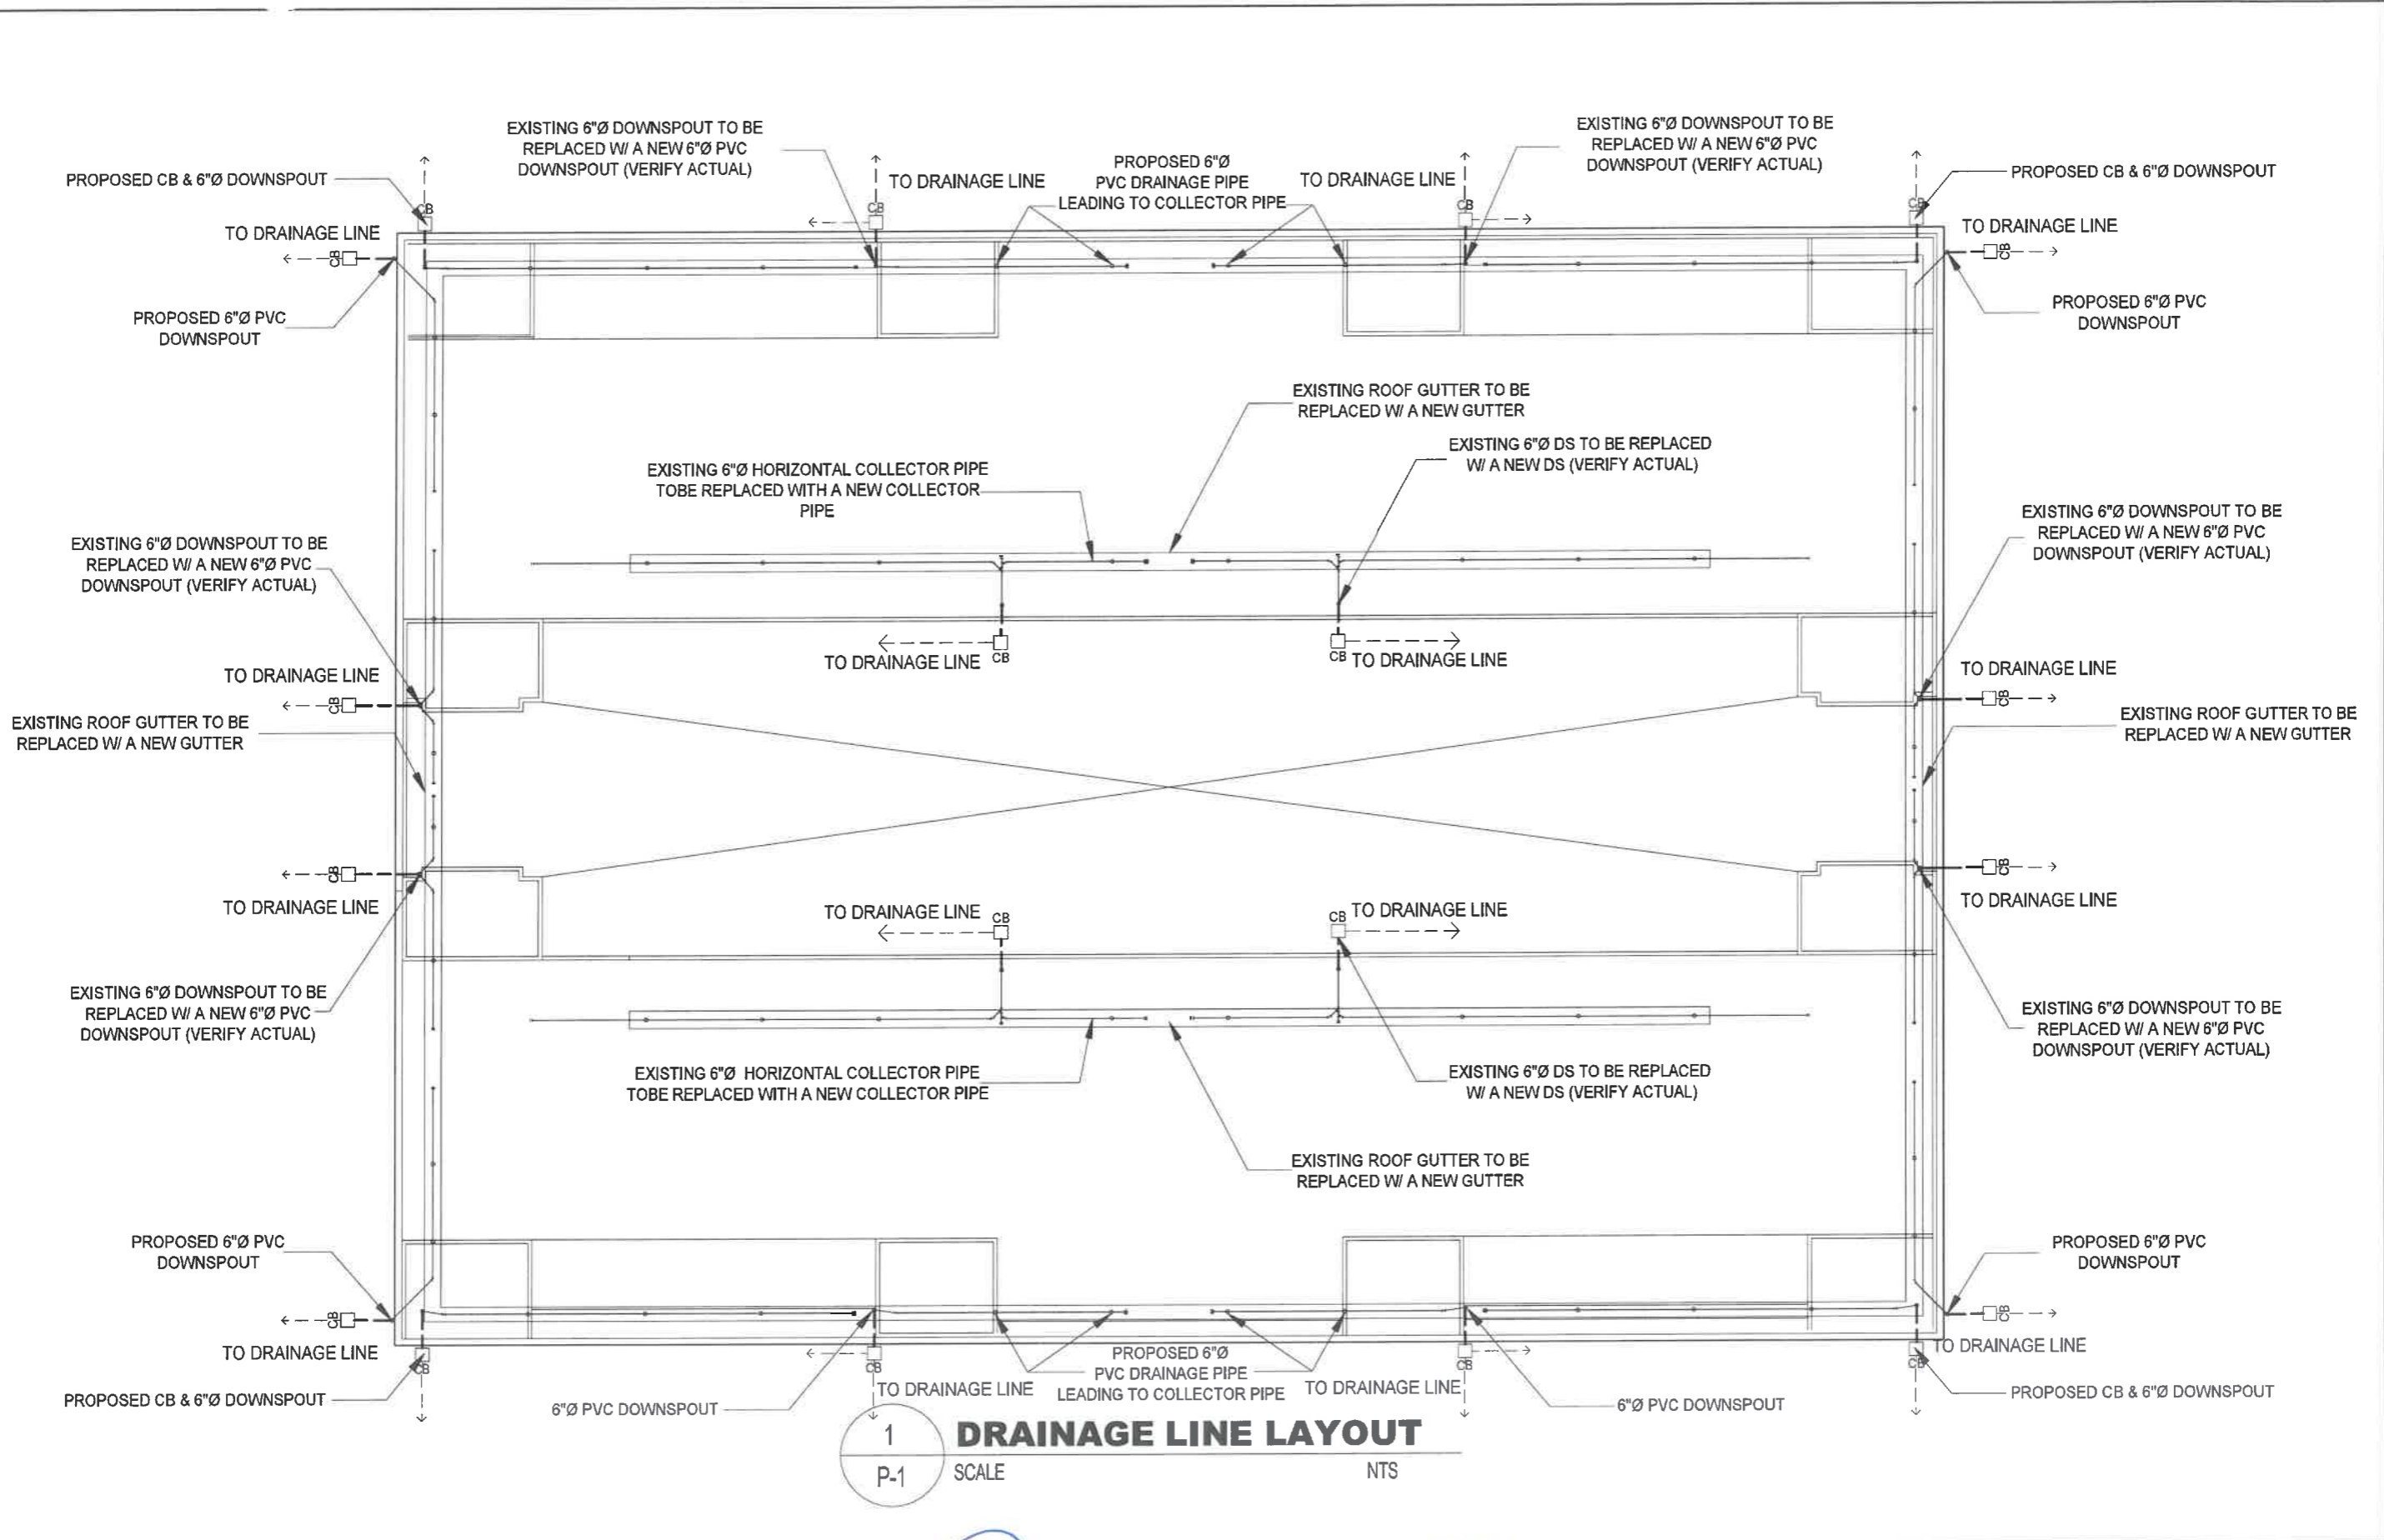 EXISTING 6"Ø DOWNSPOUT TO BE
REPLACED W/ A NEW 6"Ø PVC
DOWNSPOUT (VERIFY ACTUAL)
EXISTING 6"Ø DOWNSPOUT TO BE
REPLACED W/ A NEW 6"Ø PVC
DOWNSPOUT (VERIFY ACTUAL)
PROPOSED 6"Ø
PVC DRAINAGE PIPE
LEADING TO COLLECTOR PIPE
PROPOSED CB & 6"Ø DOWNSPOUT
TO DRAINAGE LINE
TO DRAINAGE LINE
PROPOSED CB & 6"Ø DOWNSPOUT
CB
CB
CB
CB
TO DRAINAGE LINE
TO DRAINAGE LINE
CB
CB
PROPOSED 6"Ø PVC
DOWNSPOUT
PROPOSED 6"Ø PVC
DOWNSPOUT
EXISTING ROOF GUTTER TO BE
REPLACED W/ A NEW GUTTER
EXISTING 6"Ø DS TO BE REPLACED
W/ A NEW DS (VERIFY ACTUAL)
EXISTING 6"Ø HORIZONTAL COLLECTOR PIPE
TOBE REPLACED WITH A NEW COLLECTOR
PIPE
EXISTING 6"Ø DOWNSPOUT TO BE
REPLACED W/ A NEW 6"Ø PVC
DOWNSPOUT (VERIFY ACTUAL)
EXISTING 6"Ø DOWNSPOUT TO BE
REPLACED W/ A NEW 6"Ø PVC
DOWNSPOUT (VERIFY ACTUAL)
TO DRAINAGE LINE CB
CB TO DRAINAGE LINE
TO DRAINAGE LINE
TO DRAINAGE LINE
CB
CB
EXISTING ROOF GUTTER TO BE
REPLACED W/ A NEW GUTTER
EXISTING ROOF GUTTER TO BE
REPLACED W/ A NEW GUTTER
CB
CB
TO DRAINAGE LINE
TO DRAINAGE LINE CB
CB TO DRAINAGE LINE
TO DRAINAGE LINE
EXISTING 6"Ø DOWNSPOUT TO BE
REPLACED W/ A NEW 6"Ø PVC
DOWNSPOUT (VERIFY ACTUAL)
EXISTING 6"Ø DOWNSPOUT TO BE
REPLACED W/ A NEW 6"Ø PVC
DOWNSPOUT (VERIFY ACTUAL)
EXISTING 6"Ø HORIZONTAL COLLECTOR PIPE
TOBE REPLACED WITH A NEW COLLECTOR PIPE
EXISTING 6"Ø DS TO BE REPLACED
W/ A NEW DS (VERIFY ACTUAL)
EXISTING ROOF GUTTER TO BE
REPLACED W/ A NEW GUTTER
PROPOSED 6"Ø PVC
DOWNSPOUT
PROPOSED 6"Ø PVC
DOWNSPOUT
CB
CB
TO DRAINAGE LINE
TO DRAINAGE LINE
CB
CB
CB
CB
PROPOSED 6"Ø
PVC DRAINAGE PIPE
LEADING TO COLLECTOR PIPE
TO DRAINAGE LINE
TO DRAINAGE LINE
PROPOSED CB & 6"Ø DOWNSPOUT
6"Ø PVC DOWNSPOUT
6"Ø PVC DOWNSPOUT
PROPOSED CB & 6"Ø DOWNSPOUT
1
P-1
DRAINAGE LINE LAYOUT
SCALE NTS